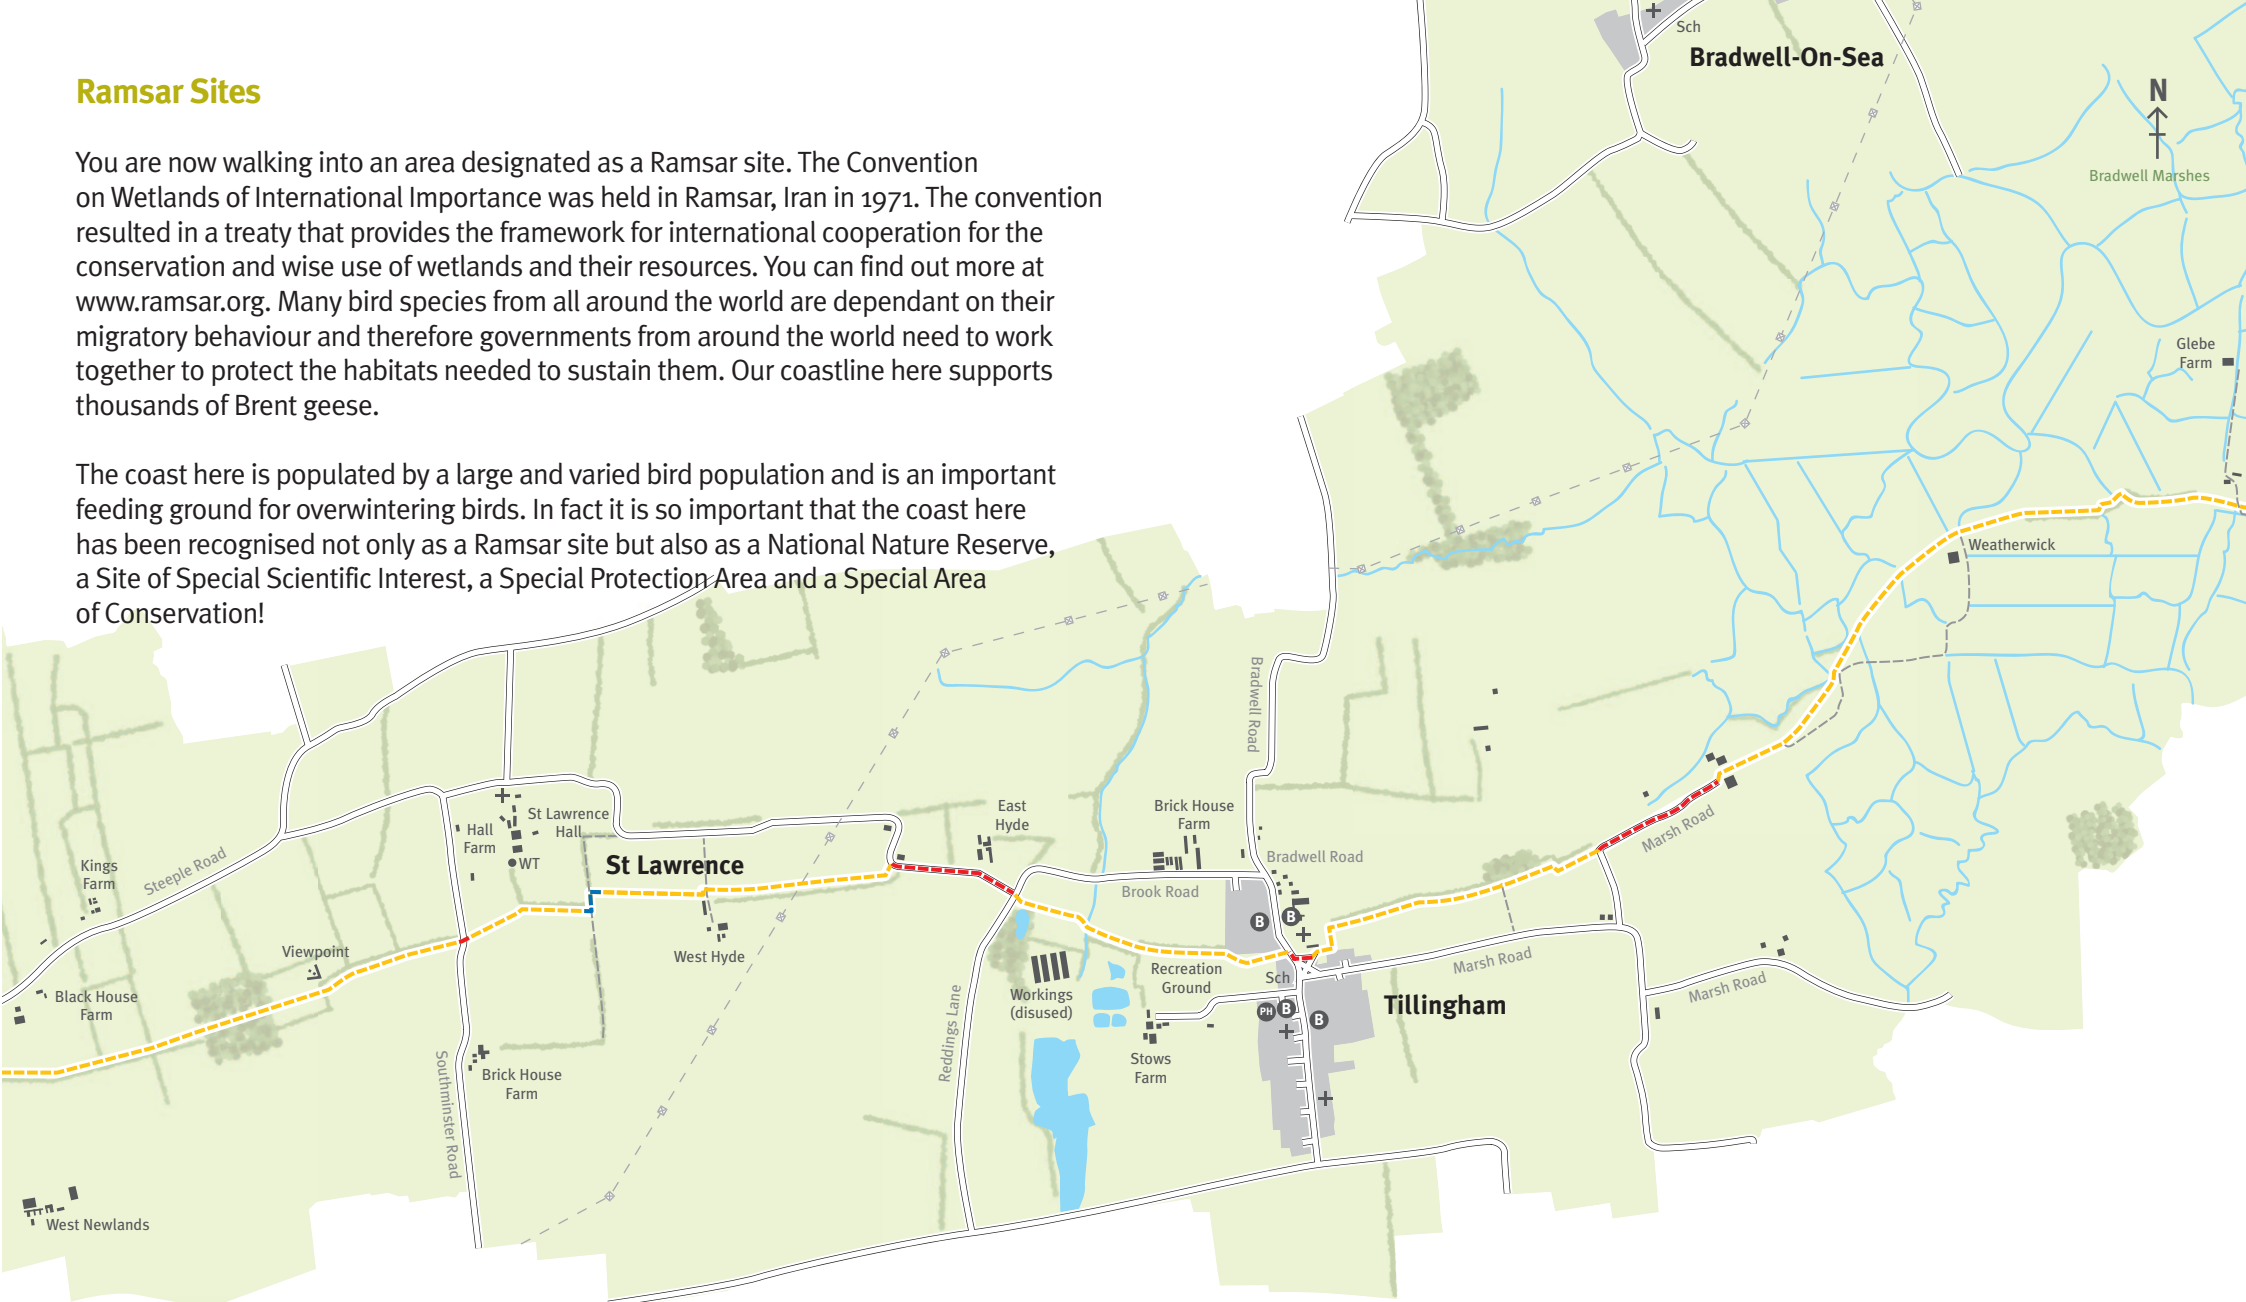 Ramsar Sites
You are now walking into an area designated as a Ramsar site. The Convention
on Wetlands of International Importance was held in Ramsar, Iran in 1971. The convention
resulted in a treaty that provides the framework for international cooperation for the
conservation and wise use of wetlands and their resources. You can find out more at
www.ramsar.org. Many bird species from all around the world are dependant on their
migratory behaviour and therefore governments from around the world need to work
together to protect the habitats needed to sustain them. Our coastline here supports
thousands of Brent geese.
The coast here is populated by a large and varied bird population and is an important
feeding ground for overwintering birds. In fact it is so important that the coast here
has been recognised not only as a Ramsar site but also as a National Nature Reserve,
a Site of Special Scientific Interest, a Special Protection Area and a Special Area
of Conservation!
Sch
Bradwell-On-Sea
N
Bradwell Marshes
Glebe
Farm
Weatherwick
Bradwell Road
East
Hyde
Brick House
Farm
St Lawrence
Hall
Hall
Farm
WT
St Lawrence
Kings
Farm
Steeple Road
Bradwell Road
Brook Road
Marsh Road
B
B
Viewpoint
West Hyde
Black House
Farm
Workings
(disused)
Recreation
Ground
Sch
Marsh Road
Marsh Road
Tillingham
PH
B
B
Reddings Lane
Stows
Farm
Southminster Road
Brick House
Farm
West Newlands